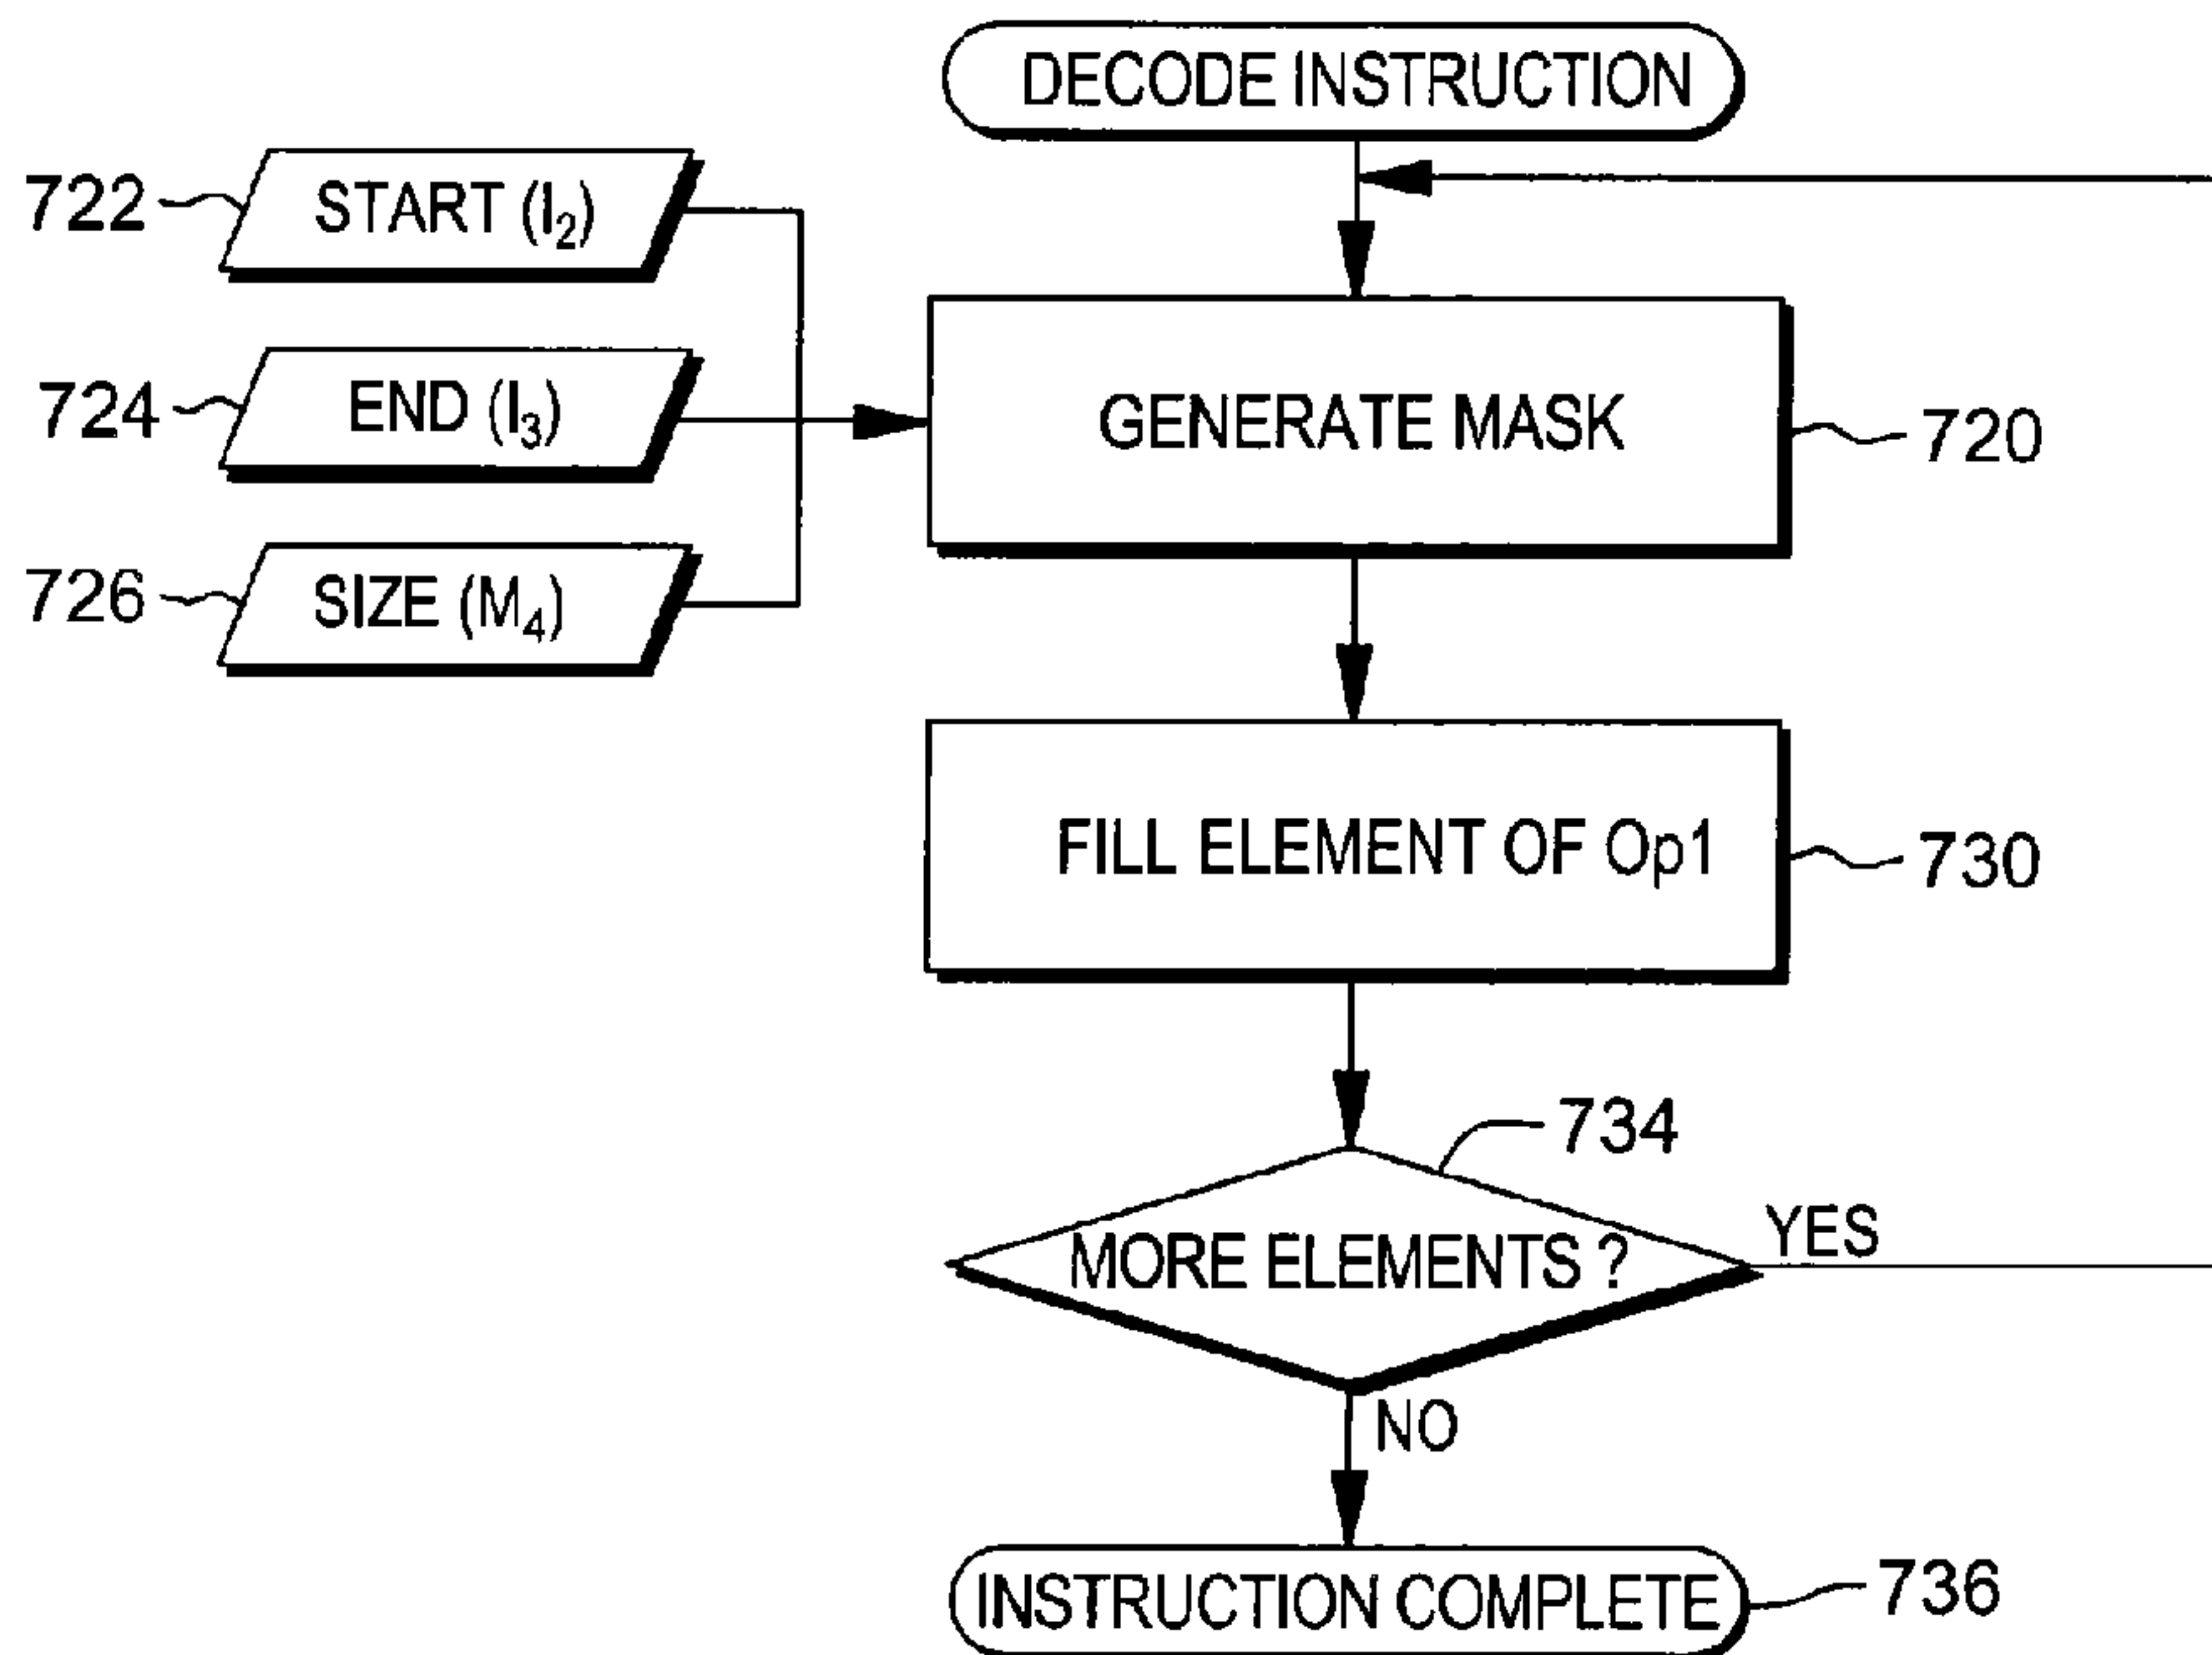 DECODE INSTRUCTION
722 START (I₂)
724 END (I₃)
GENERATE MASK 720
726 SIZE (M₄)
FILL ELEMENT OF Op1 730
734
MORE ELEMENTS ? YES
NO
INSTRUCTION COMPLETE 736